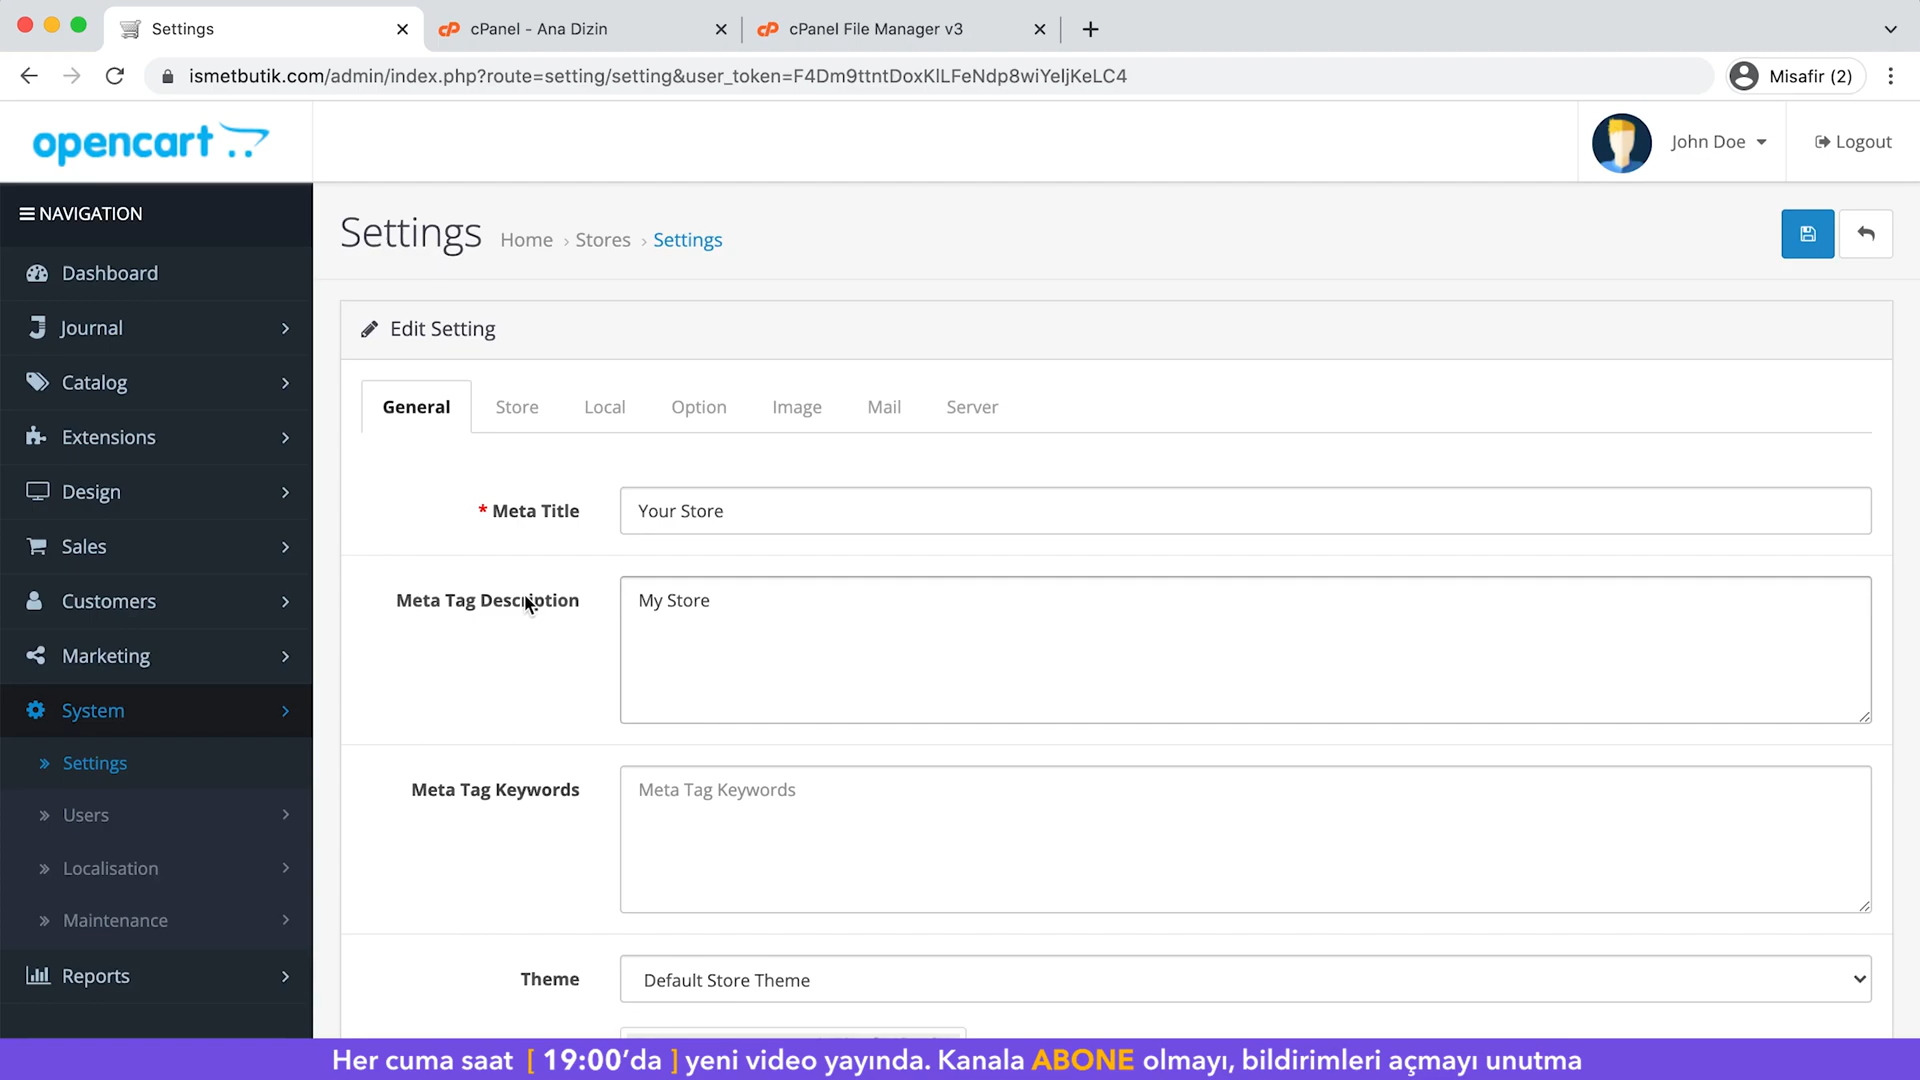 Settings
cPanel - Ana Dizin
cPanel File Manager v3
ismetbutik.com/admin/index.php?route=setting/setting&user_token=F4Dm9ttntDoxKlLFeNdp8wiYeljKeLC4
Misafir (2)
opencart
John Doe
Logout
NAVIGATION
Dashboard
Journal
Catalog
Extensions
Design
Sales
Customers
Marketing
System
Settings
Users
Localisation
Maintenance
Reports
Settings
Home › Stores › Settings
Edit Setting
General
Store
Local
Option
Image
Mail
Server
* Meta Title
Your Store
Meta Tag Description
My Store
Meta Tag Keywords
Meta Tag Keywords
Theme
Default Store Theme
Her cuma saat [ 19:00'da ] yeni video yayında. Kanala ABONE olmayı, bildirimleri açmayı unutma